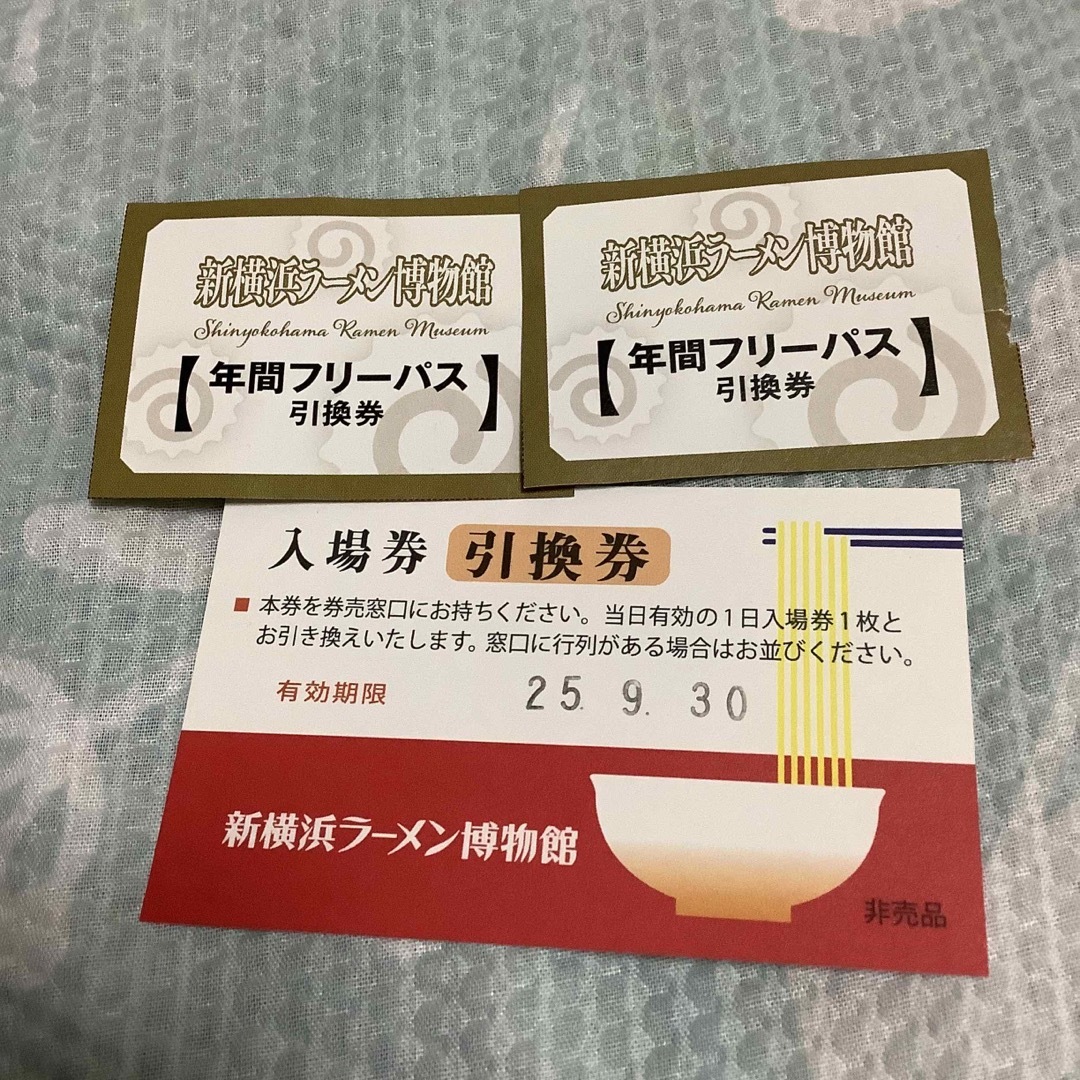 新横浜ラーメン博物館
Shinyokohama Ramen Museum
【年間フリーパス
引換券】
新横浜ラーメン博物館
Shinyokohama Ramen Museum
【年間フリーパス
引換券】
入場券 引換券
■ 本券を券売窓口にお持ちください。当日有効の1日入場券1枚と
お引き換えいたします。窓口に行列がある場合はお並びください。
有効期限 25. 9. 30
新横浜ラーメン博物館
非売品